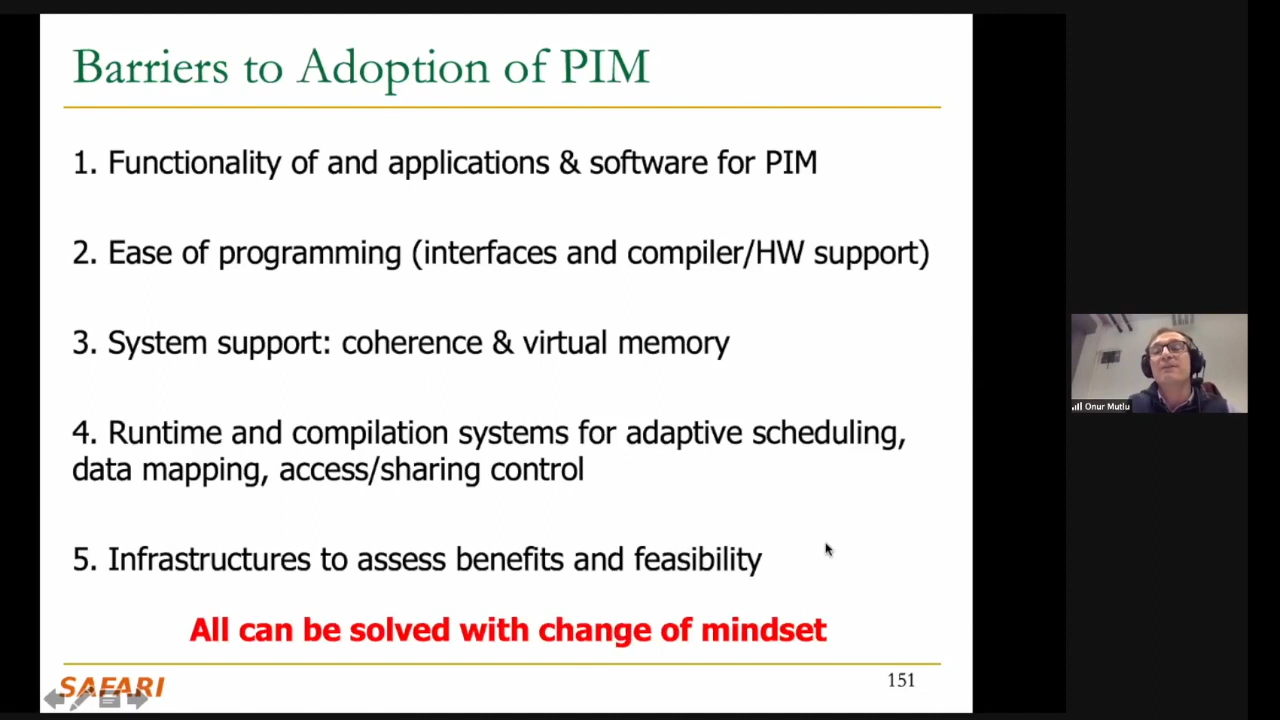 Barriers to Adoption of PIM
1. Functionality of and applications & software for PIM
2. Ease of programming (interfaces and compiler/HW support)
3. System support: coherence & virtual memory
4. Runtime and compilation systems for adaptive scheduling,
data mapping, access/sharing control
5. Infrastructures to assess benefits and feasibility
All can be solved with change of mindset
SAFARI
151
Onur Mutlu